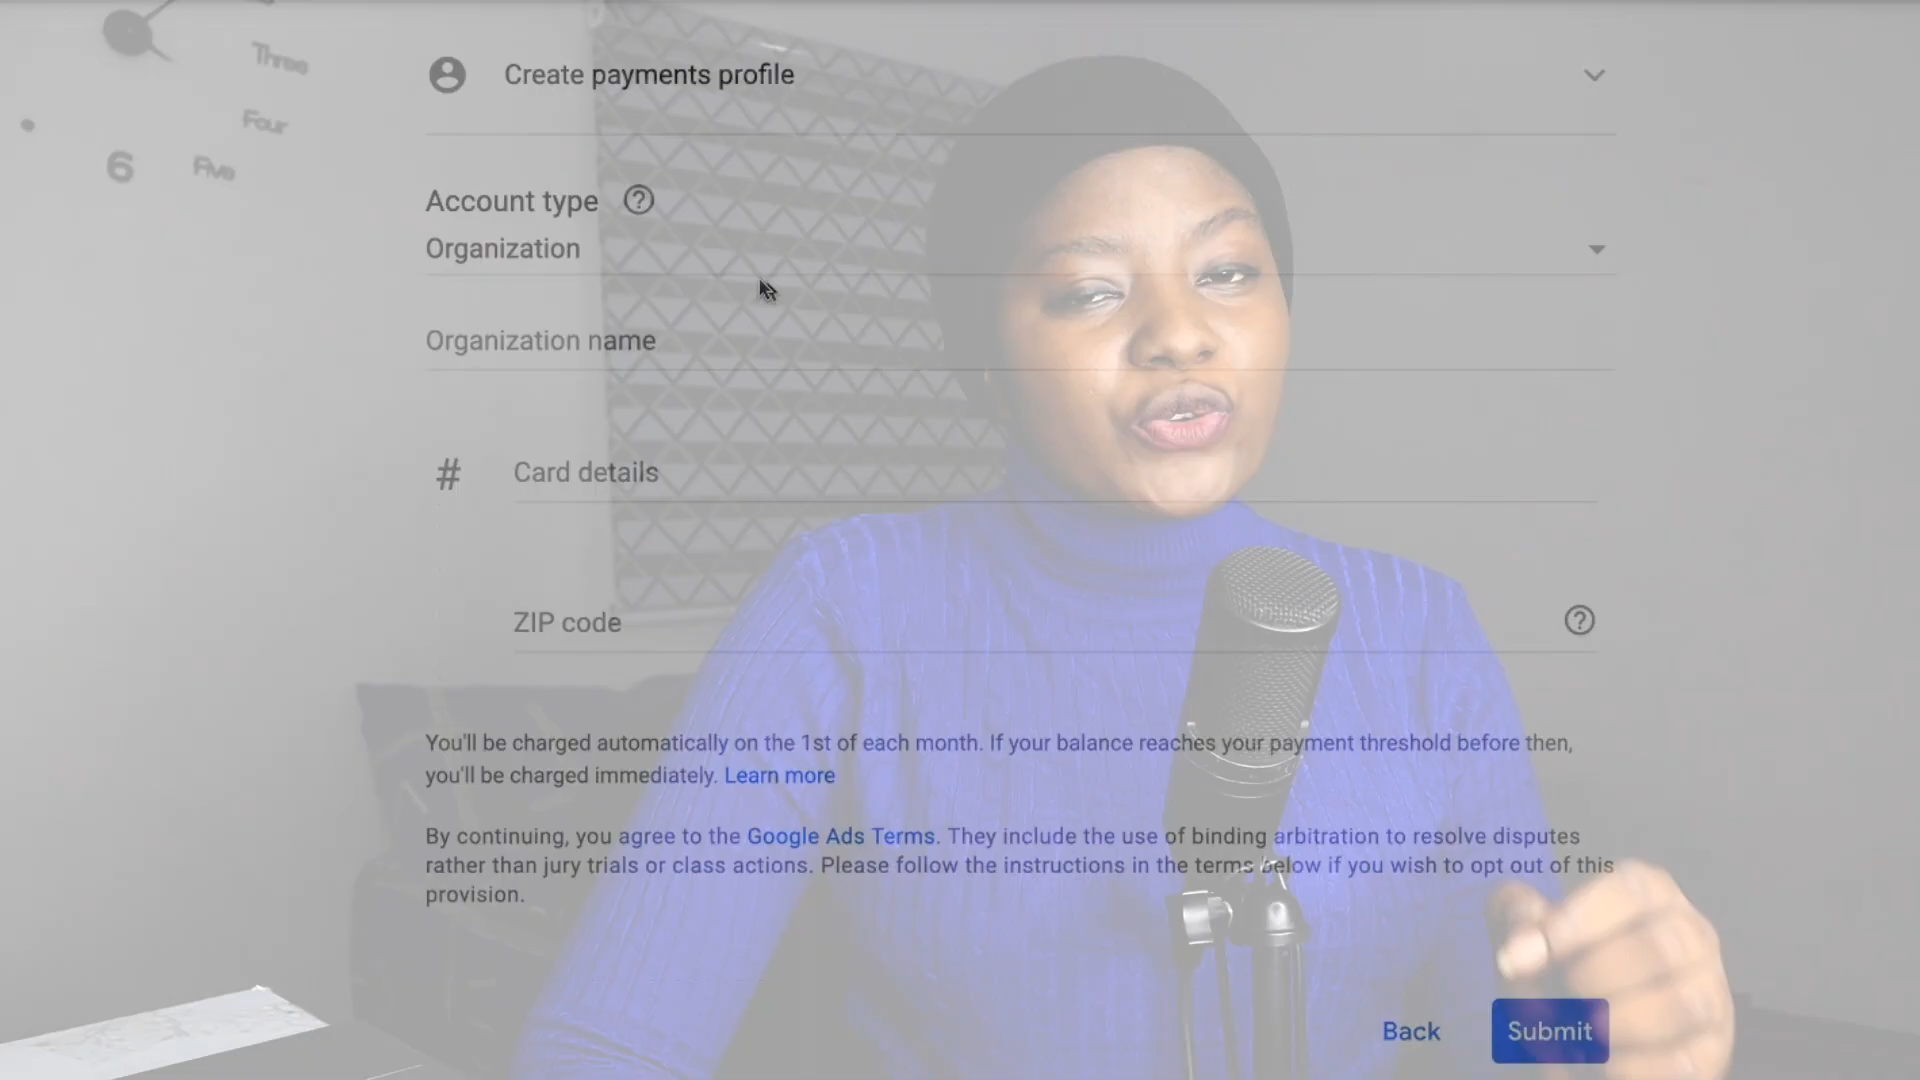 Three
Four
6 Five
Create payments profile
Account type
Organization
Organization name
# Card details
ZIP code
You'll be charged automatically on the 1st of each month. If your balance reaches your payment threshold before then,
you'll be charged immediately. Learn more
By continuing, you agree to the Google Ads Terms. They include the use of binding arbitration to resolve disputes
rather than jury trials or class actions. Please follow the instructions in the terms below if you wish to opt out of this
provision.
Back Submit